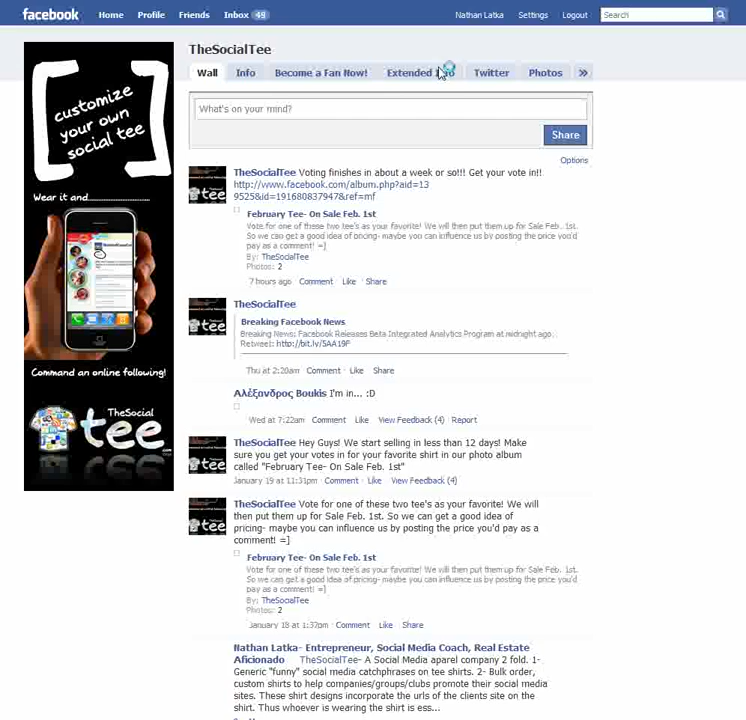 facebook Home Profile Friends Inbox 49 Nathan Latka Settings Logout Search
TheSocialTee
Wall Info Become a Fan Now! Extended Twitter Photos »
What's on your mind?
Share
Options
customize
your own
social tee
Wear it and....................
Command an online following!
TheSocial
tee
TheSocialTee Voting finishes in about a week or so!!! Get your vote in!!
http://www.facebook.com/album.php?aid=13
9525&id=191680837947&ref=mf
February Tee- On Sale Feb. 1st
Vote for one of these two tee's as your favorite! We will then put them up for Sale Feb. 1st.
So we can get a good idea of pricing- maybe you can influence us by posting the price you'd
pay as a comment! =]
By: TheSocialTee
Photos: 2
7 hours ago Comment · Like · Share
TheSocialTee
Breaking Facebook News
Breaking News: Facebook Releases Beta Integrated Analytics Program at midnight ago.
Retweet: http://bit.ly/5AA19F
Thu at 2:20am · Comment · Like · Share
Αλέξανδρος Boukis I'm in... :D
Wed at 7:22am · Comment · Like · View Feedback (4) · Report
TheSocialTee Hey Guys! We start selling in less than 12 days! Make
sure you get your votes in for your favorite shirt in our photo album
called "February Tee- On Sale Feb. 1st"
January 19 at 11:31pm · Comment · Like · View Feedback (4)
TheSocialTee Vote for one of these two tee's as your favorite! We will
then put them up for Sale Feb. 1st. So we can get a good idea of
pricing- maybe you can influence us by posting the price you'd pay as a
comment! =]
February Tee- On Sale Feb. 1st
Vote for one of these two tee's as your favorite! We will then put them up for Sale Feb. 1st.
So we can get a good idea of pricing- maybe you can influence us by posting the price you'd
pay as a comment! =]
By: TheSocialTee
Photos: 2
January 18 at 1:37pm · Comment · Like · Share
Nathan Latka- Entrepreneur, Social Media Coach, Real Estate
Aficionado TheSocialTee- A Social Media aparel company 2 fold. 1-
Generic "funny" social media catchphrases on tee shirts. 2- Bulk order,
custom shirts to help companies/groups/clubs promote their social media
sites. These shirt designs incorporate the urls of the clients site on the
shirt. Thus whoever is wearing the shirt is ess...